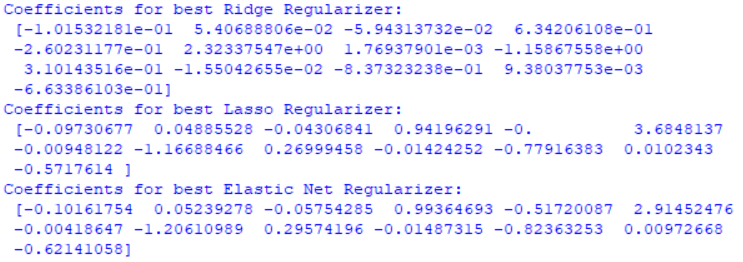 Coefficients for best Ridge Regularizer:
[-1.01532181e-01 5.40688806e-02 -5.94313732e-02 6.34206108e-01
-2.60231177e-01 2.32337547e+00 1.76937901e-03 -1.15867558e+00
3.10143516e-01 -1.55042655e-02 -8.37323238e-01 9.38037753e-03
-6.63386103e-01]
Coefficients for best Lasso Regularizer:
[-0.09730677 0.04885528 -0.04306841 0.94196291 -0. 3.6848137
-0.00948122 -1.16688466 0.26999458 -0.01424252 -0.77916383 0.0102343
-0.5717614 ]
Coefficients for best Elastic Net Regularizer:
[-0.10161754 0.05239278 -0.05754285 0.99364693 -0.51720087 2.91452476
-0.00418647 -1.20610989 0.29574196 -0.01487315 -0.82363253 0.00972668
-0.62141058]